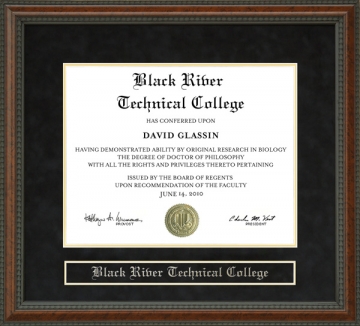 Black River
Technical College
HAS CONFERRED UPON
DAVID GLASSIN
HAVING DEMONSTRATED ABILITY BY ORIGINAL RESEARCH IN BIOLOGY
THE DEGREE OF DOCTOR OF PHILOSOPHY
WITH ALL THE RIGHTS AND PRIVILEGES THERETO PERTAINING
ISSUED BY THE BOARD OF REGENTS
UPON RECOMMENDATION OF THE FACULTY
JUNE 14, 2010
PROVOST
PRESIDENT
Black River Technical College